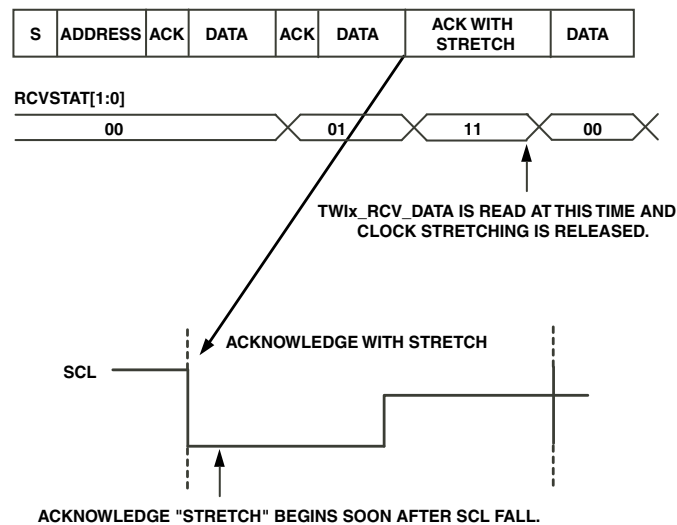 S ADDRESS ACK DATA ACK DATA ACK WITH STRETCH DATA
RCVSTAT[1:0]
00 01 11 00
TWIx_RCV_DATA IS READ AT THIS TIME AND
CLOCK STRETCHING IS RELEASED.
ACKNOWLEDGE WITH STRETCH
SCL
ACKNOWLEDGE "STRETCH" BEGINS SOON AFTER SCL FALL.